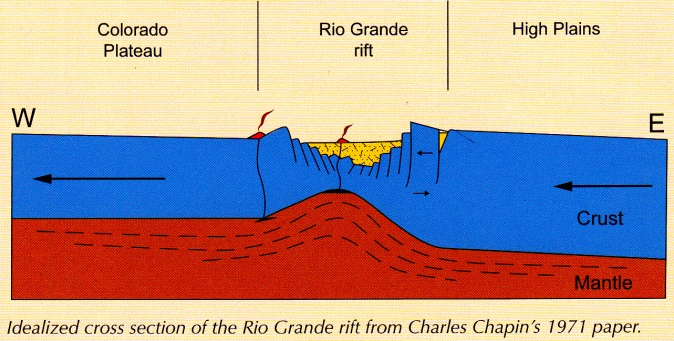 Colorado
Plateau
Rio Grande
rift
High Plains
W
E
Crust
Mantle
Idealized cross section of the Rio Grande rift from Charles Chapin's 1971 paper.